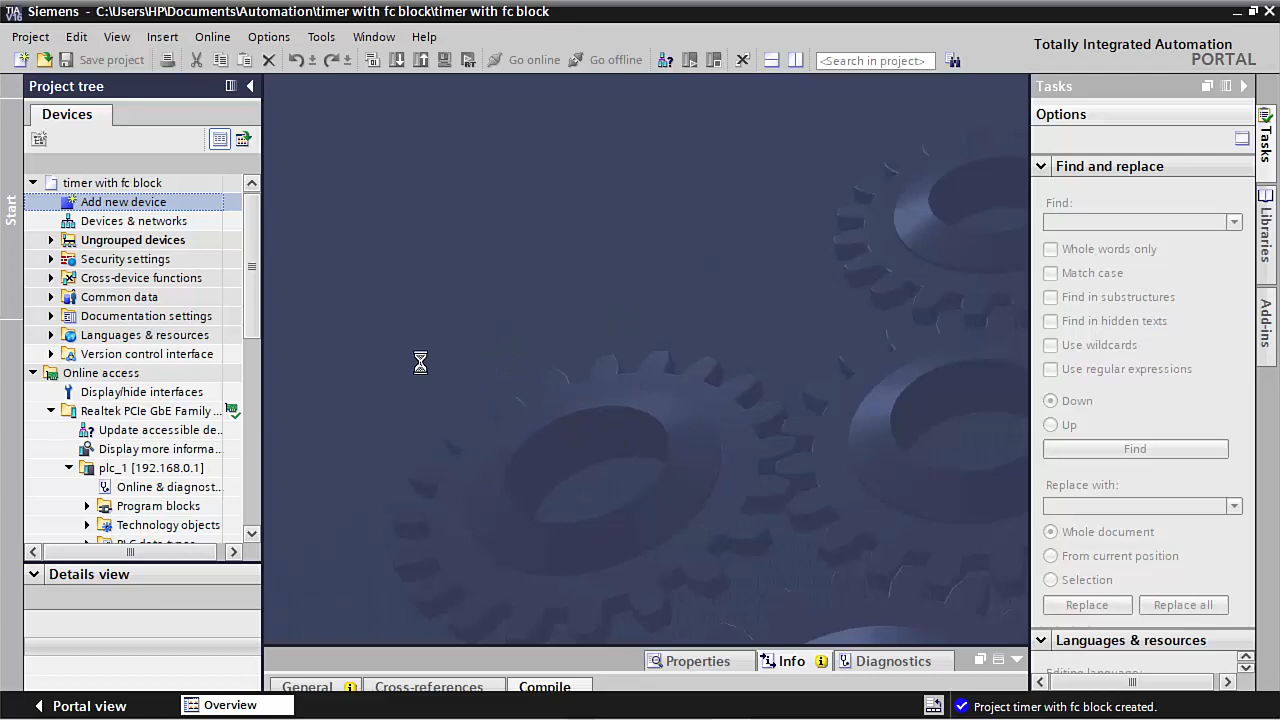 TIA
V16
Siemens - C:\Users\HP\Documents\Automation\timer with fc block\timer with fc block
Project Edit View Insert Online Options Tools Window Help
Save project
Go online
Go offline
<Search in project>
Totally Integrated Automation
PORTAL
Start
Project tree
Devices
timer with fc block
Add new device
Devices & networks
Ungrouped devices
Security settings
Cross-device functions
Common data
Documentation settings
Languages & resources
Version control interface
Online access
Display/hide interfaces
Realtek PCIe GbE Family ...
Update accessible de..
Display more informa..
plc_1 [192.168.0.1]
Online & diagnost..
Program blocks
Technology objects
PLC data types
Details view
Properties
Info
Diagnostics
General
Cross-references
Compile
Tasks
Options
Find and replace
Find:
Whole words only
Match case
Find in substructures
Find in hidden texts
Use wildcards
Use regular expressions
Down
Up
Find
Replace with:
Whole document
From current position
Selection
Replace
Replace all
Languages & resources
Editing language:
Tasks
Libraries
Add-ins
Portal view
Overview
Project timer with fc block created.